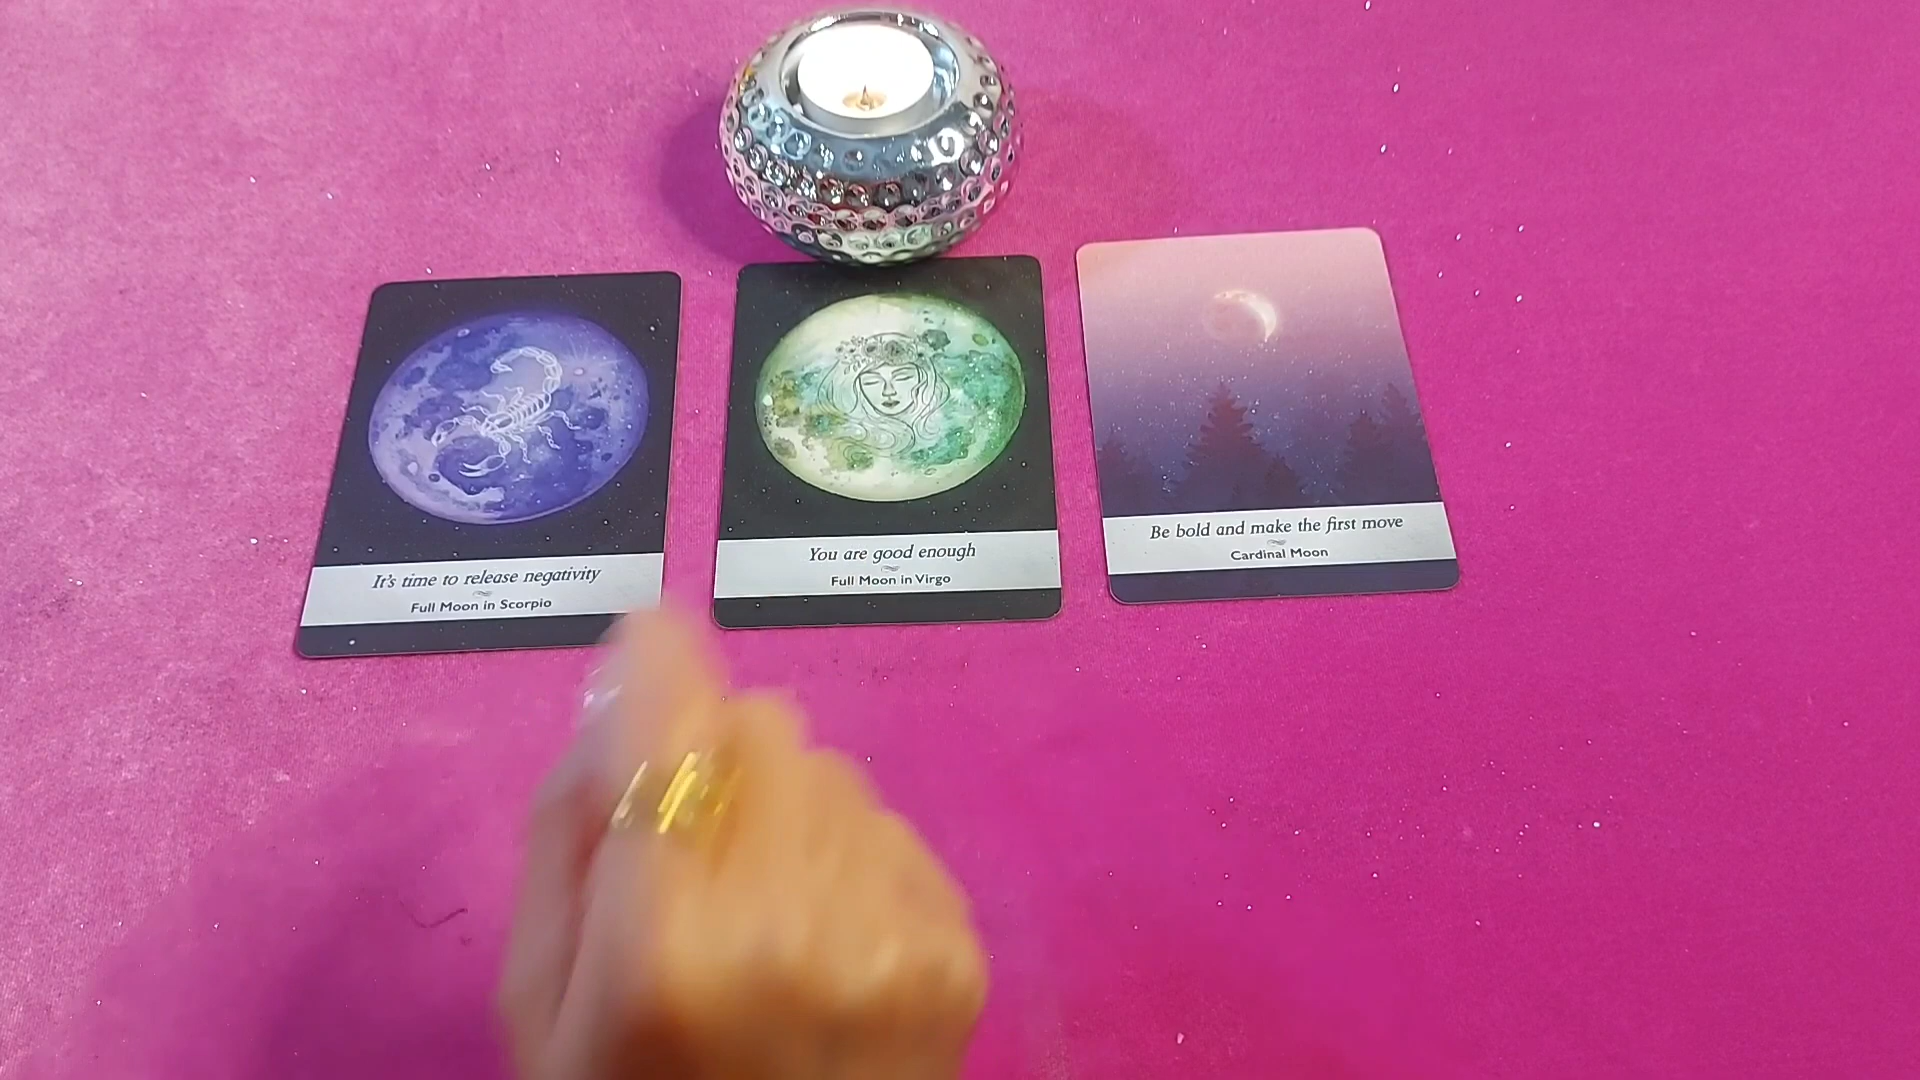 It's time to release negativity
Full Moon in Scorpio
You are good enough
Full Moon in Virgo
Be bold and make the first move
Cardinal Moon